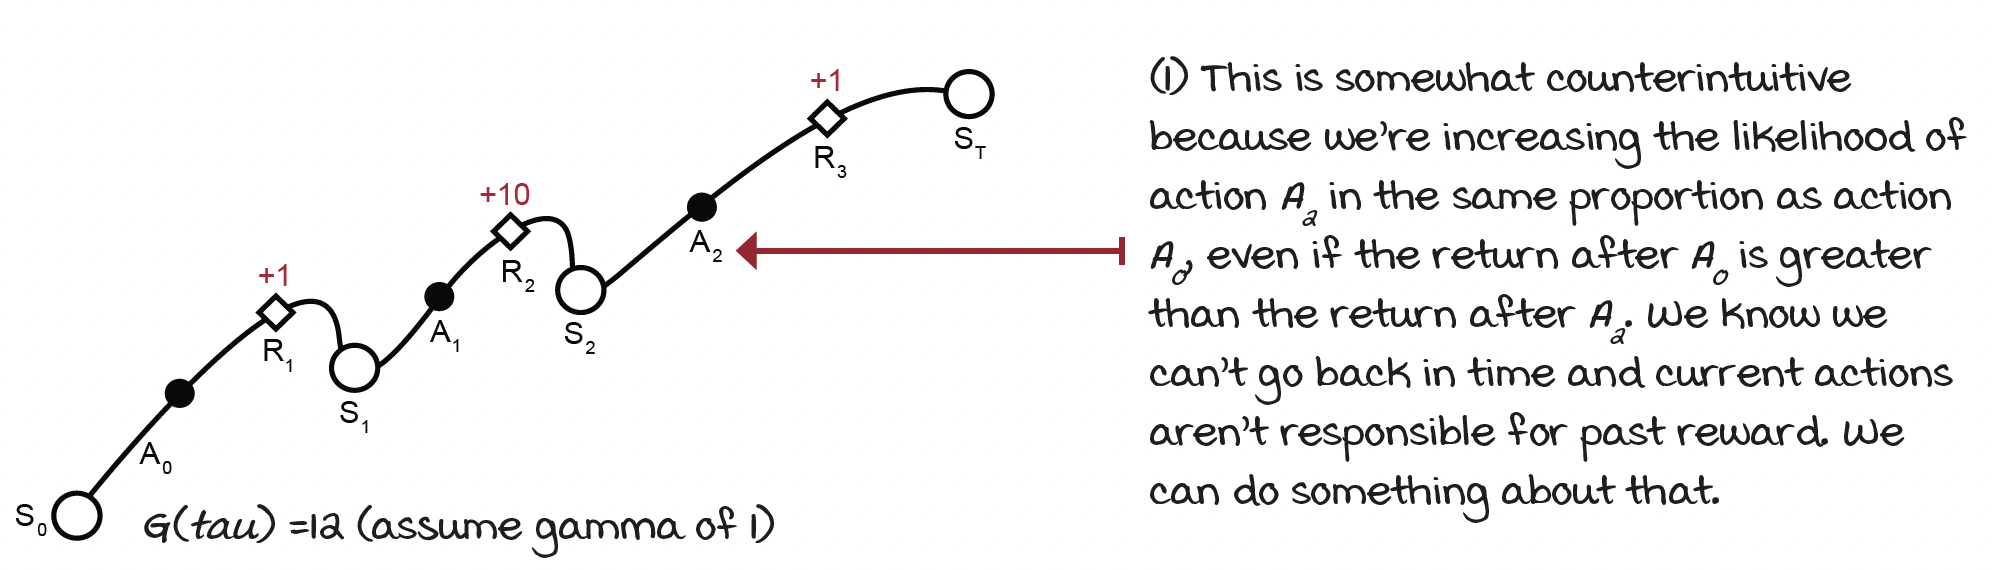 +1
S_T
R_3
+10
A_2
R_2
+1
S_2
A_1
R_1
S_1
A_0
S_0
G(tau) =12 (assume gamma of 1)
(1) This is somewhat counterintuitive
because we're increasing the likelihood of
action A_2 in the same proportion as action
A_0, even if the return after A_0 is greater
than the return after A_2. We know we
can't go back in time and current actions
aren't responsible for past reward. We
can do something about that.